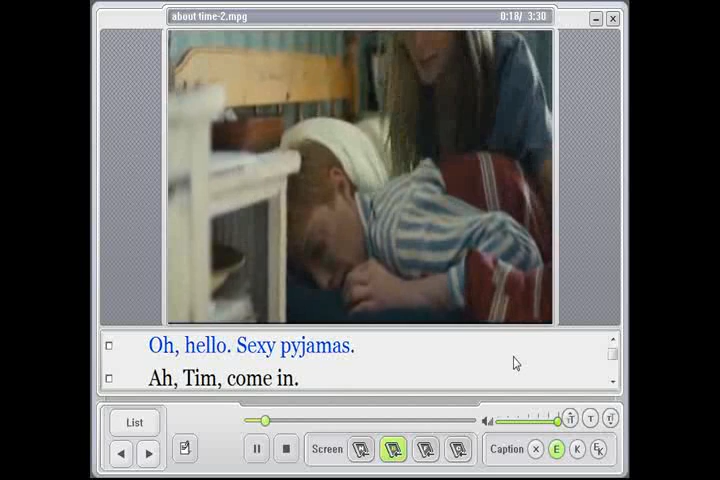 about time-2.mpg 0:18/ 3:30
Oh, hello. Sexy pyjamas.
Ah, Tim, come in.
List
Screen
Caption X E K EK
T T T